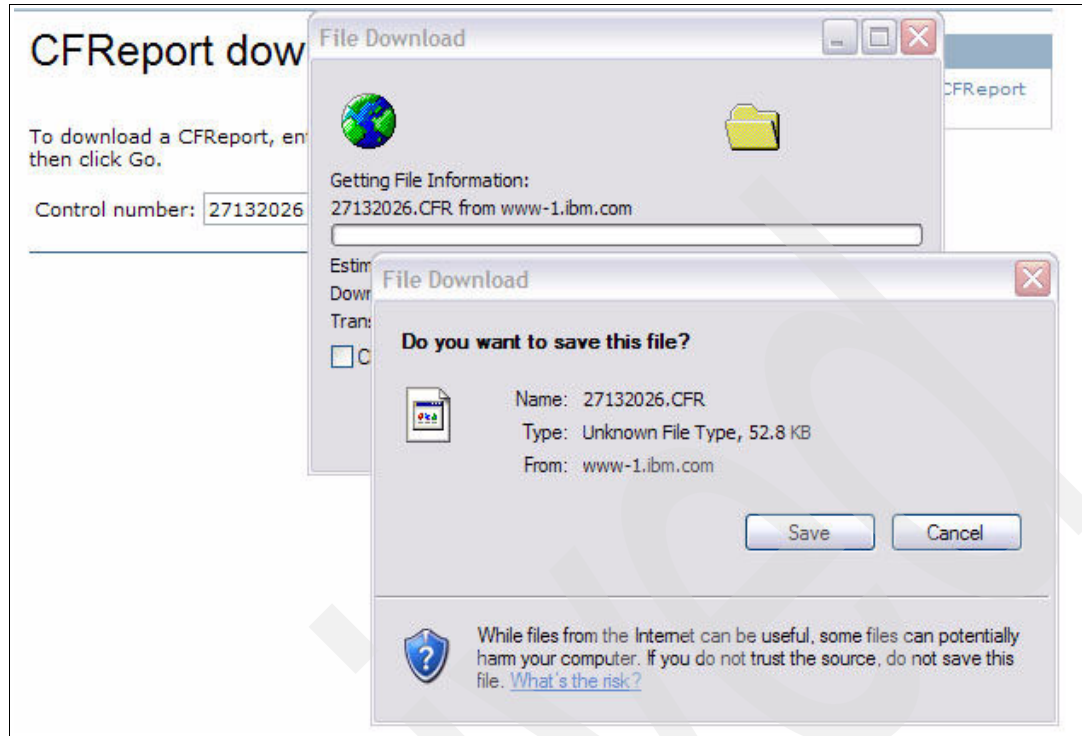 CFReport dow
To download a CFReport, en
then click Go.
Control number: 27132026
CFReport
File Download
Getting File Information:
27132026.CFR from www-1.ibm.com
Estim
Down
Trans
C
File Download
Do you want to save this file?
Name: 27132026.CFR
Type: Unknown File Type, 52.8 KB
From: www-1.ibm.com
Save Cancel
While files from the Internet can be useful, some files can potentially
harm your computer. If you do not trust the source, do not save this
file. What's the risk?